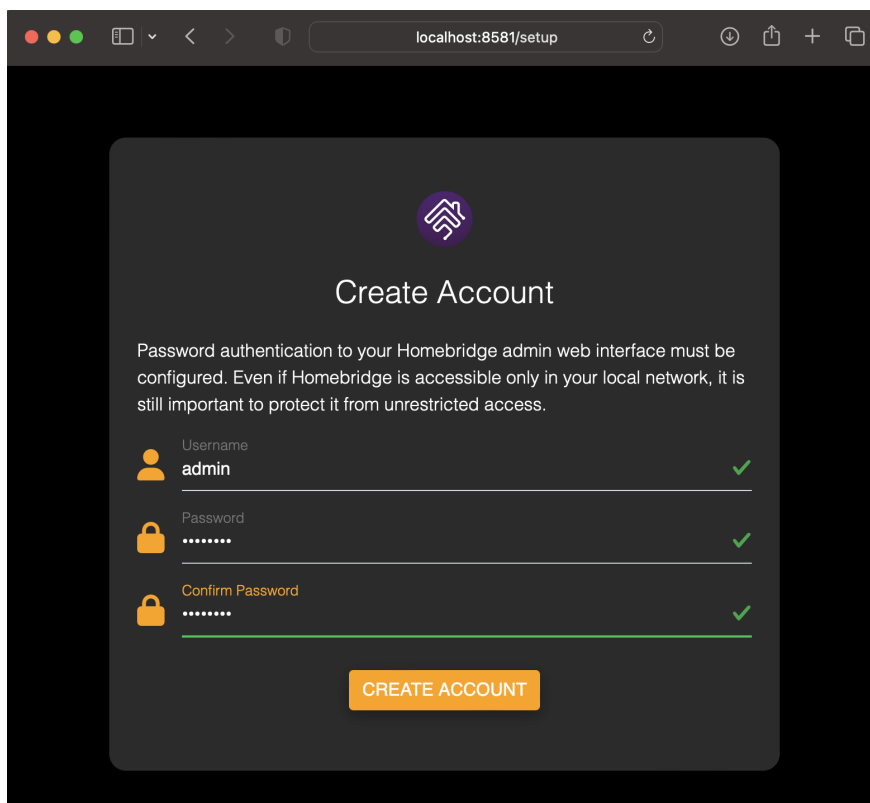 localhost:8581/setup
Create Account
Password authentication to your Homebridge admin web interface must be
configured. Even if Homebridge is accessible only in your local network, it is
still important to protect it from unrestricted access.
Username
admin
Password
••••••••
Confirm Password
••••••••
CREATE ACCOUNT